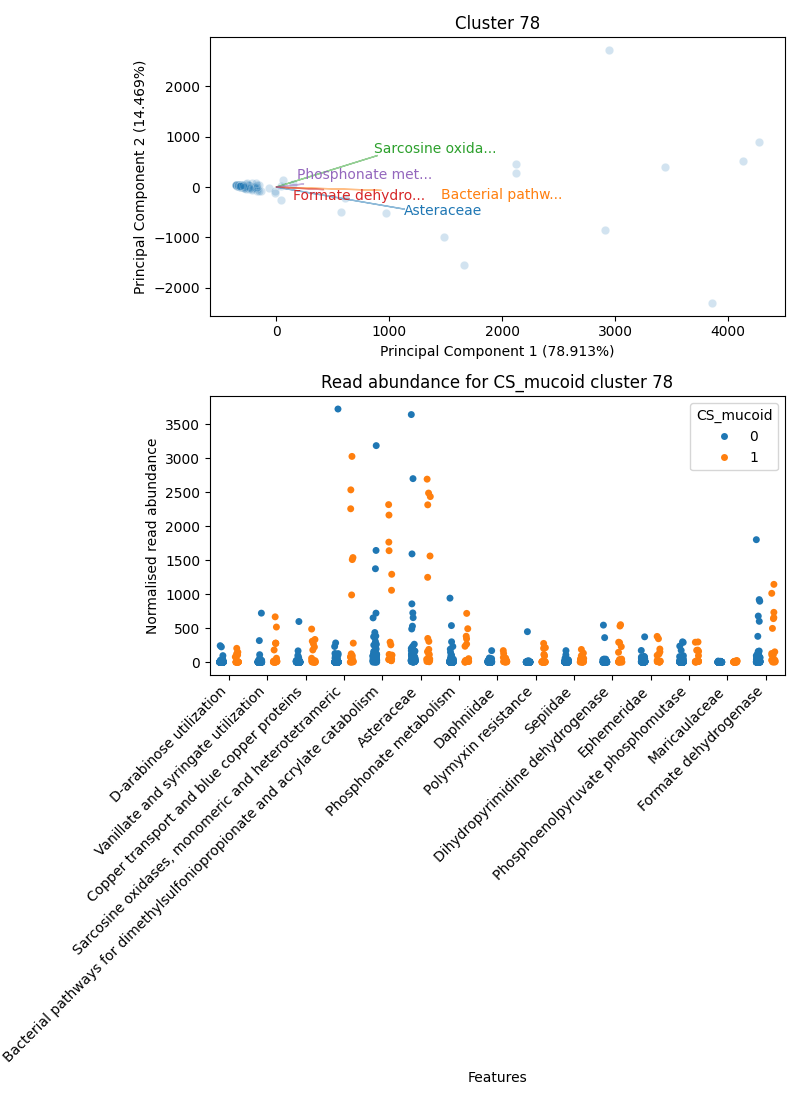 Cluster 78
Principal Component 2 (14.469%)
2000
1000
0
−1000
−2000
Sarcosine oxida...
Phosphonate met...
Formate dehydro...
Bacterial pathw...
Asteraceae
0
1000
2000
3000
4000
Principal Component 1 (78.913%)
Read abundance for CS_mucoid cluster 78
Normalised read abundance
3500
3000
2500
2000
1500
1000
500
0
CS_mucoid
0
1
D-arabinose utilization
Vanillate and syringate utilization
Copper transport and blue copper proteins
Sarcosine oxidases, monomeric and heterotetrameric
Bacterial pathways for dimethylsulfoniopropionate and acrylate catabolism
Asteraceae
Phosphonate metabolism
Daphniidae
Polymyxin resistance
Sepiidae
Dihydropyrimidine dehydrogenase
Ephemeridae
Phosphoenolpyruvate phosphomutase
Maricaulaceae
Formate dehydrogenase
Features